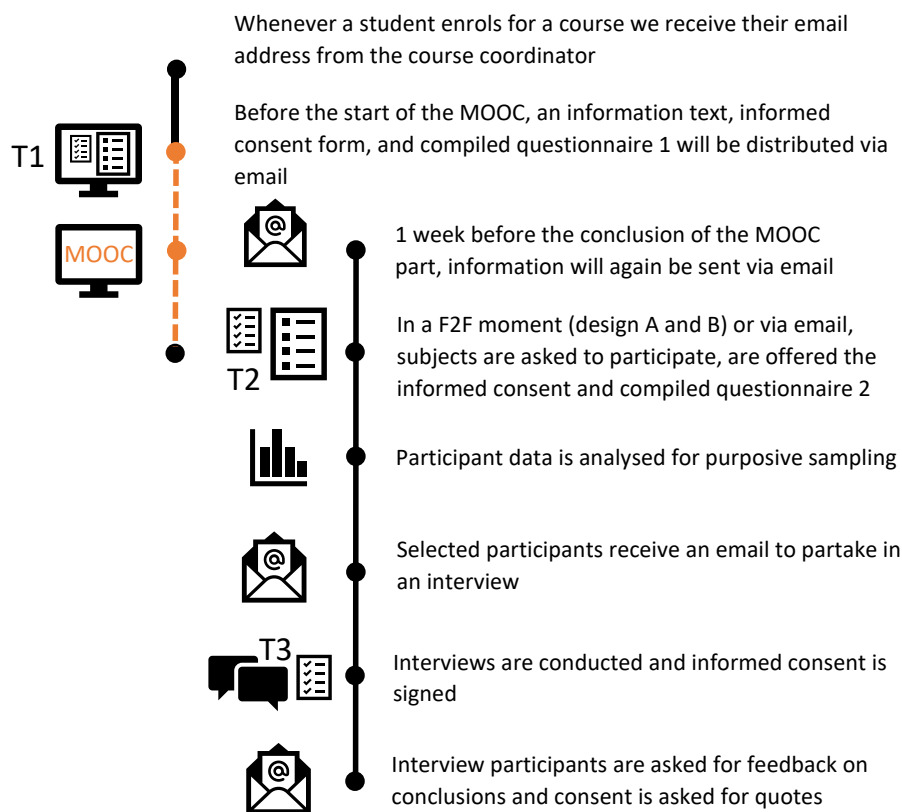 Whenever a student enrols for a course we receive their email
address from the course coordinator
Before the start of the MOOC, an information text, informed
consent form, and compiled questionnaire 1 will be distributed via
email
T1
MOOC
@
1 week before the conclusion of the MOOC
part, information will again be sent via email
In a F2F moment (design A and B) or via email,
subjects are asked to participate, are offered the
informed consent and compiled questionnaire 2
T2
Participant data is analysed for purposive sampling
@
Selected participants receive an email to partake in
an interview
T3
Interviews are conducted and informed consent is
signed
@
Interview participants are asked for feedback on
conclusions and consent is asked for quotes